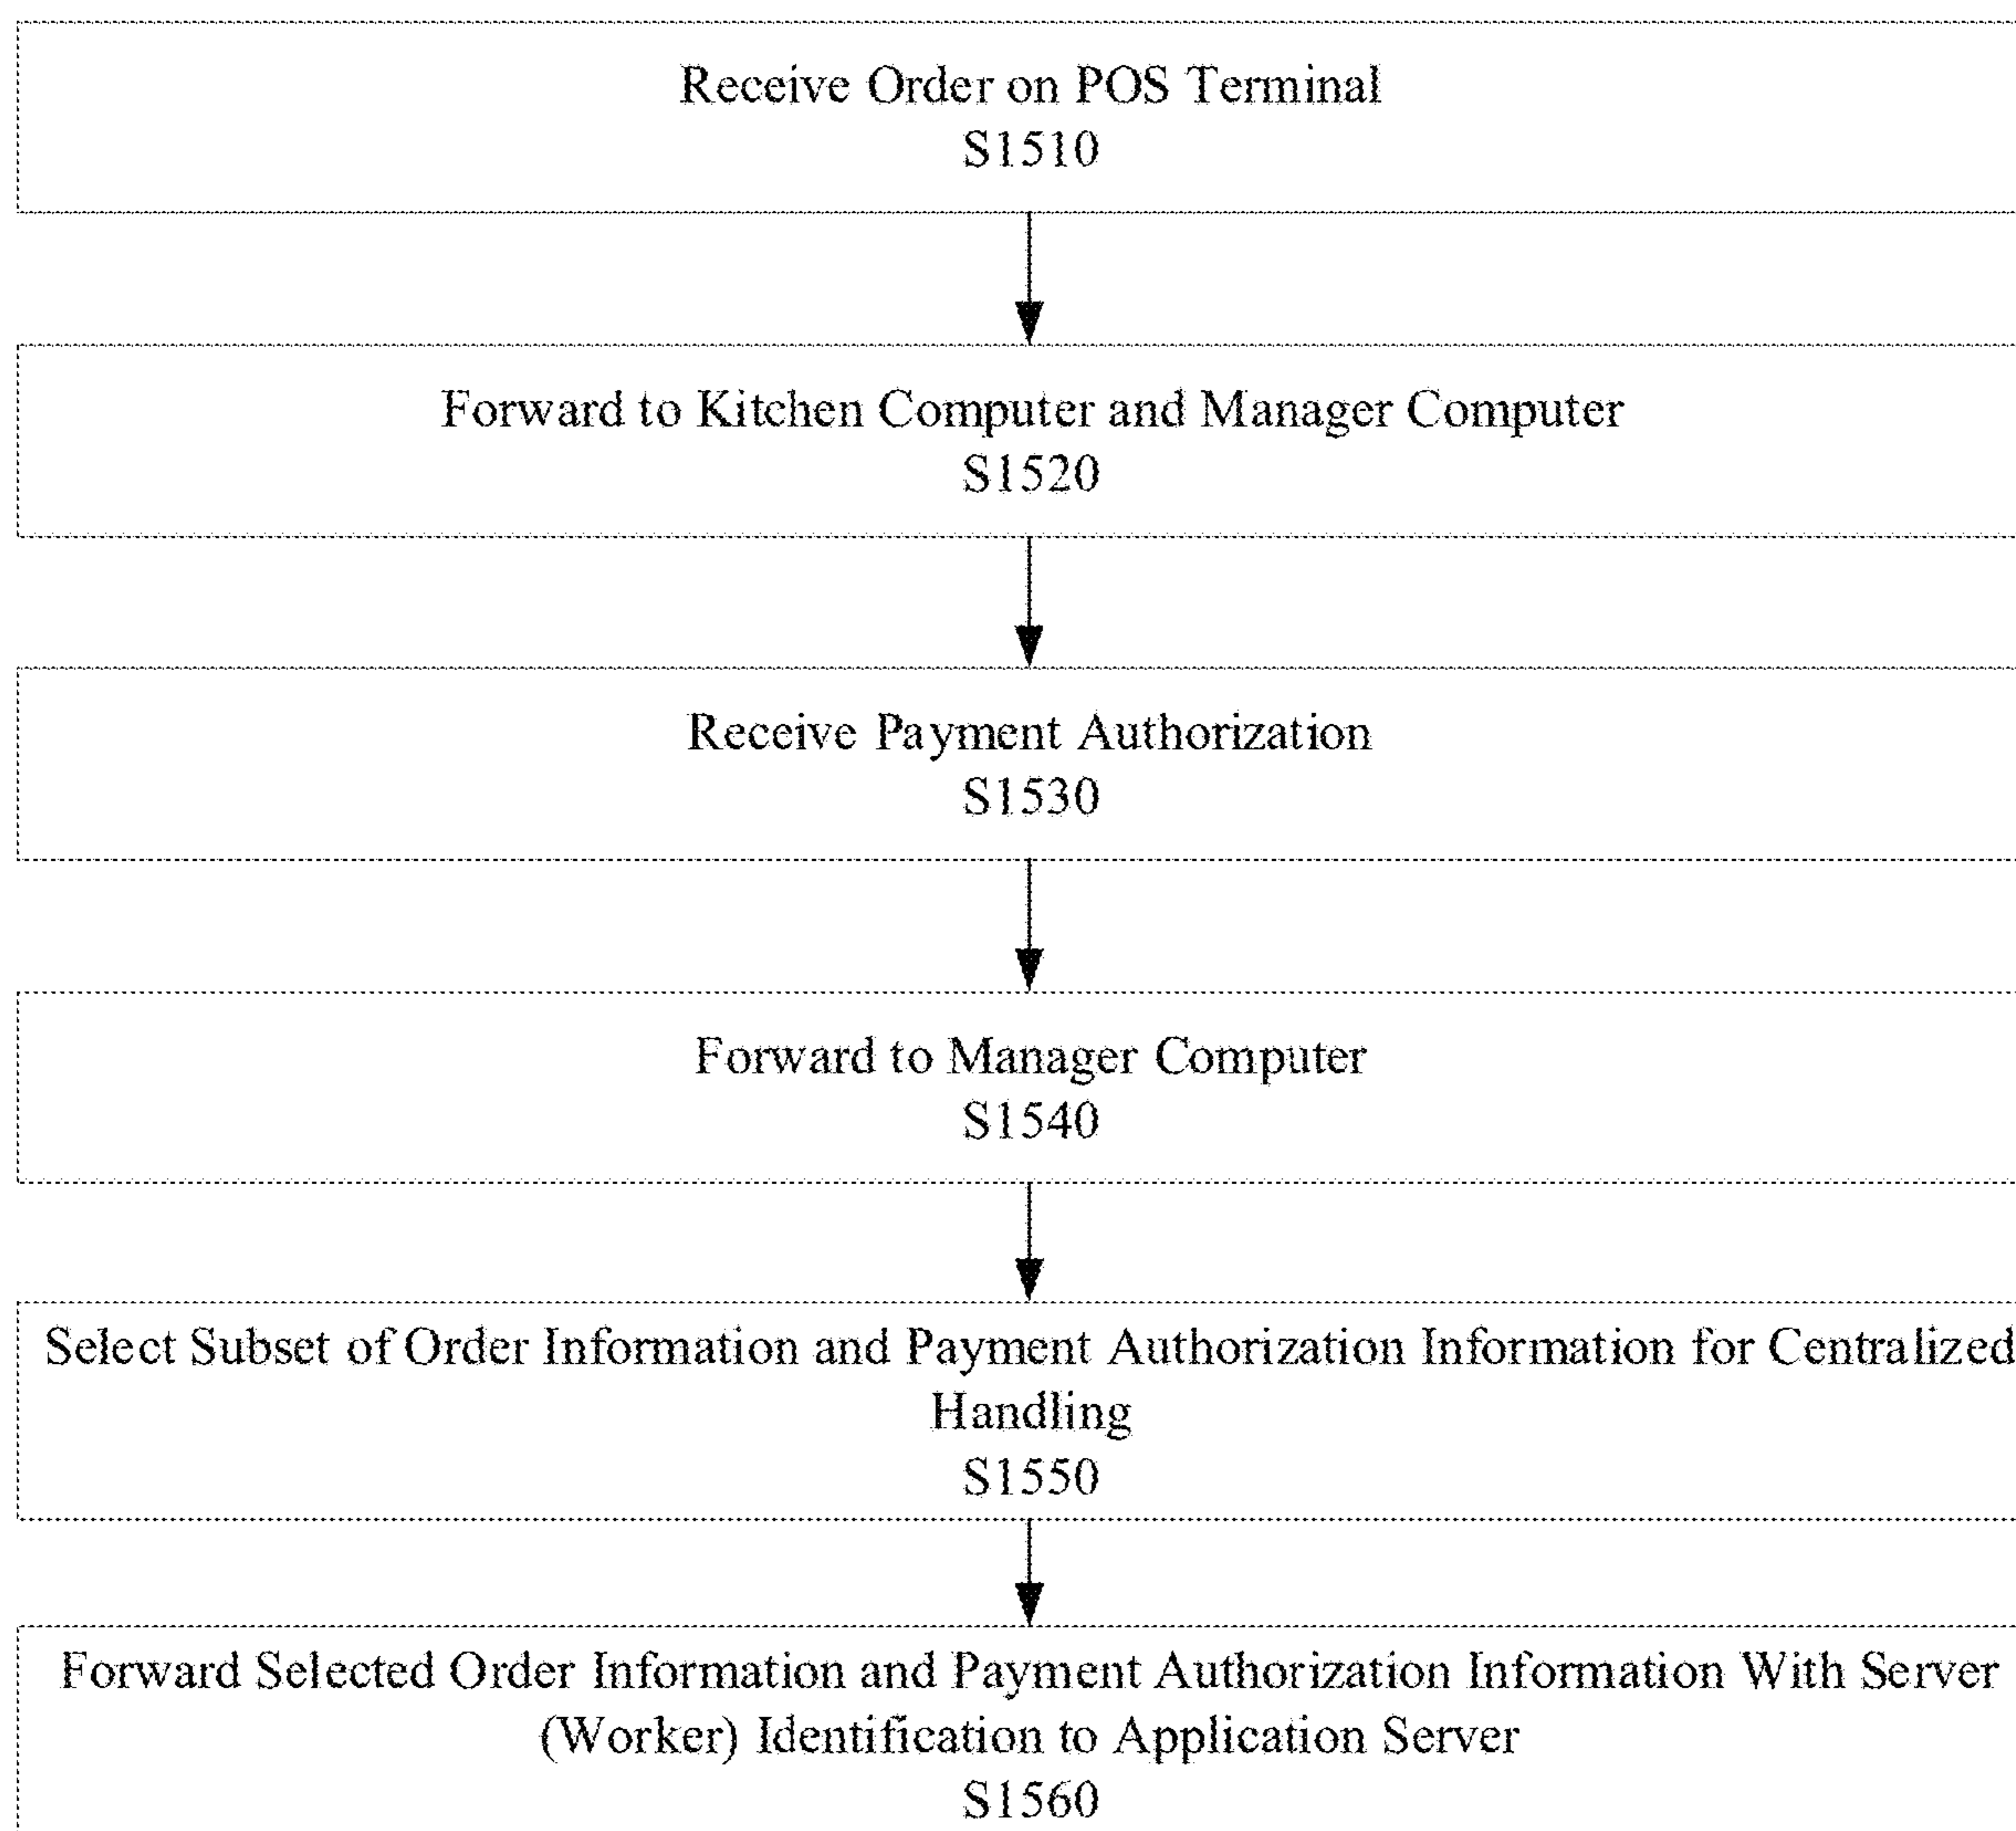 Receive Order on POS Terminal
S1510
Forward to Kitchen Computer and Manager Computer
S1520
Receive Payment Authorization
S1530
Forward to Manager Computer
S1540
Select Subset of Order Information and Payment Authorization Information for Centralized
Handling
S1550
Forward Selected Order Information and Payment Authorization Information With Server
(Worker) Identification to Application Server
S1560